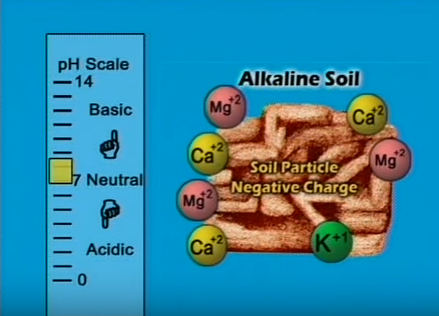 pH Scale
14
Basic
7 Neutral
Acidic
0
Alkaline Soil
Mg+2
Ca+2
Ca+2
Mg+2
Soil Particle
Negative Charge
Mg+2
Ca+2
K+1